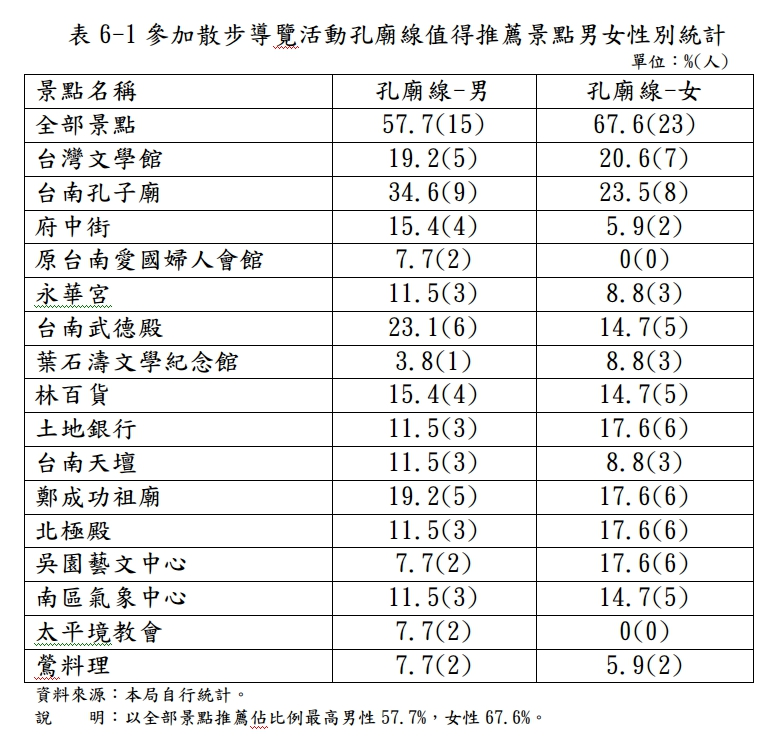 表 6-1 參加散步導覽活動孔廟線值得推薦景點男女性別統計
單位：%(人)
景點名稱 孔廟線-男 孔廟線-女
全部景點 57.7(15) 67.6(23)
台灣文學館 19.2(5) 20.6(7)
台南孔子廟 34.6(9) 23.5(8)
府中街 15.4(4) 5.9(2)
原台南愛國婦人會館 7.7(2) 0(0)
永華宮 11.5(3) 8.8(3)
台南武德殿 23.1(6) 14.7(5)
葉石濤文學紀念館 3.8(1) 8.8(3)
林百貨 15.4(4) 14.7(5)
土地銀行 11.5(3) 17.6(6)
台南天壇 11.5(3) 8.8(3)
鄭成功祖廟 19.2(5) 17.6(6)
北極殿 11.5(3) 17.6(6)
吳園藝文中心 7.7(2) 17.6(6)
南區氣象中心 11.5(3) 14.7(5)
太平境教會 7.7(2) 0(0)
鶯料理 7.7(2) 5.9(2)
資料來源：本局自行統計。
說　　明：以全部景點推薦佔比例最高男性 57.7%，女性 67.6%。